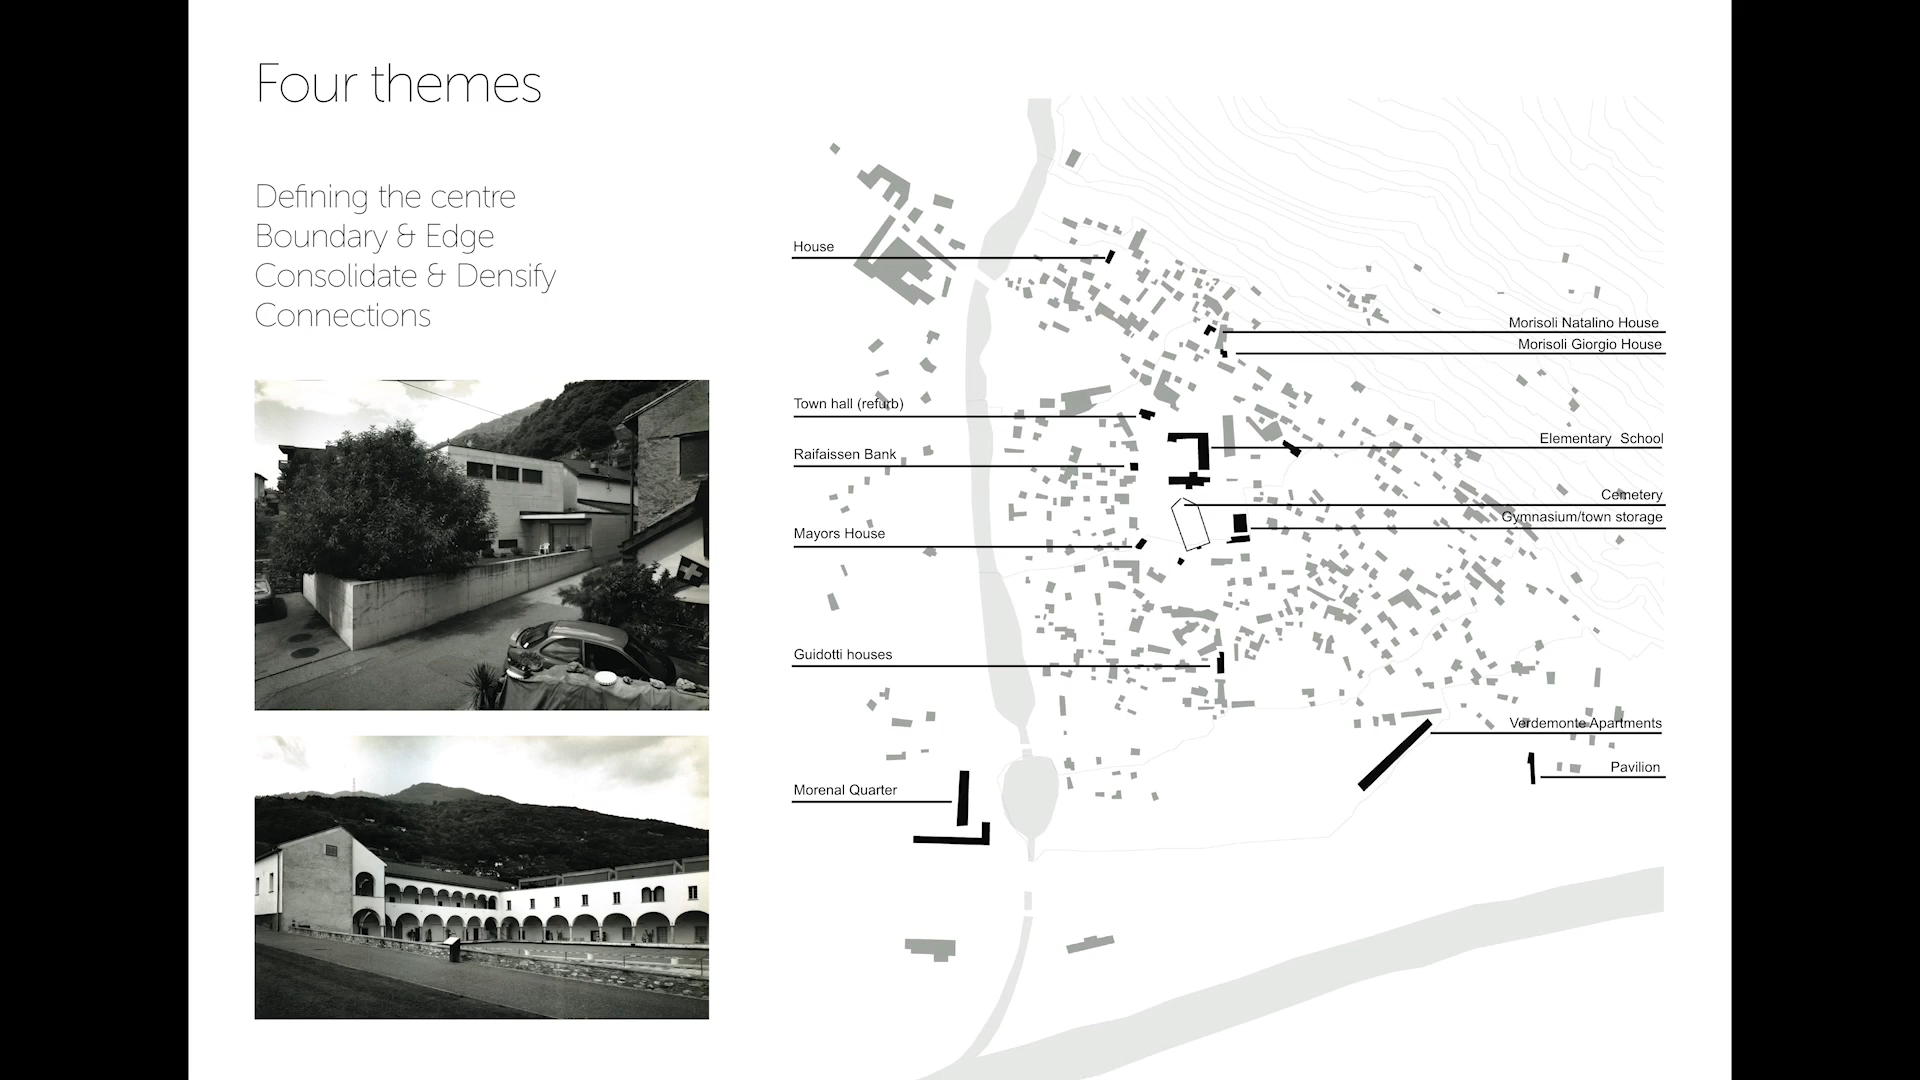 Four themes
Defining the centre
Boundary & Edge
Consolidate & Densify
Connections
House
Town hall (refurb)
Raifaissen Bank
Mayors House
Guidotti houses
Morenal Quarter
Morisoli Natalino House
Morisoli Giorgio House
Elementary School
Cemetery
Gymnasium/town storage
Verdemonte Apartments
Pavilion